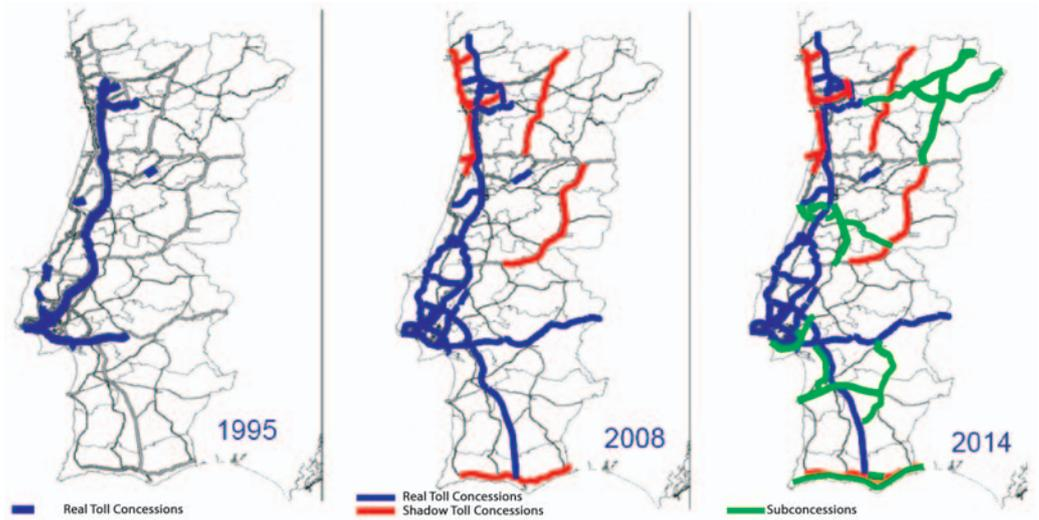 1995
2008
2014
Real Toll Concessions
Real Toll Concessions
Shadow Toll Concessions
Subconcessions